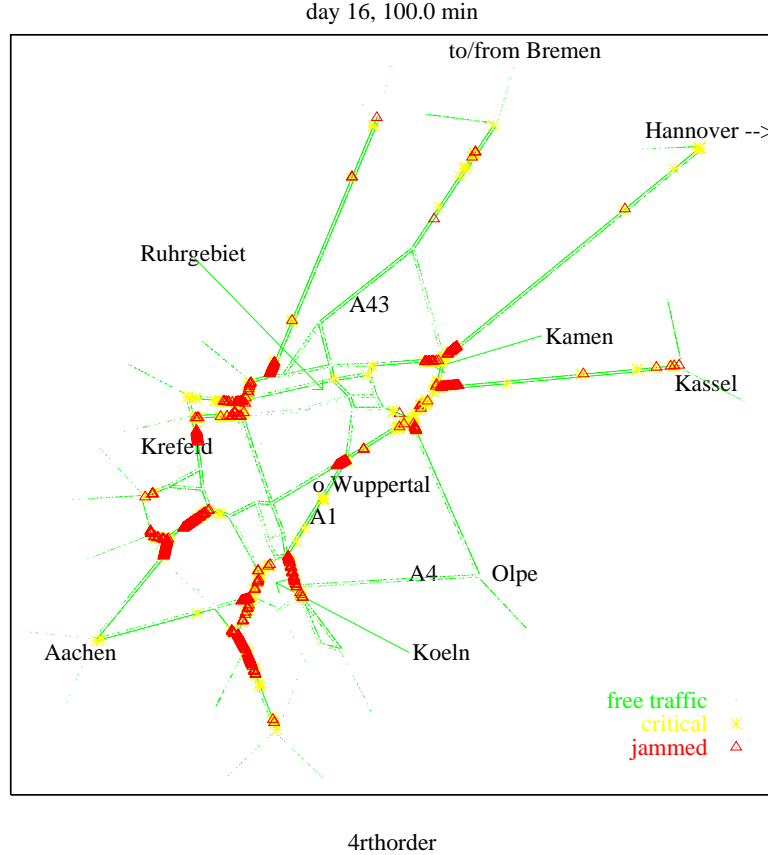 day 16, 100.0 min
to/from Bremen
Hannover -->
Ruhrgebiet
A43
Kamen
Kassel
Krefeld
o Wuppertal
A1
A4
Olpe
Aachen
Koeln
free traffic
critical
jammed
4rthorder